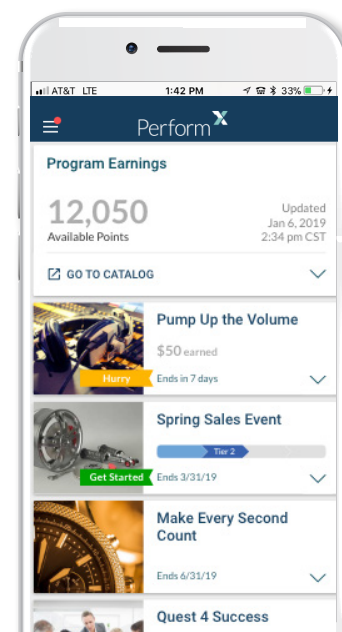 AT&T LTE 1:42 PM 33%
PerformX
Program Earnings
12,050
Available Points
Updated
Jan 6, 2019
2:34 pm CST
GO TO CATALOG
Pump Up the Volume
$50 earned
Hurry
Ends in 7 days
Spring Sales Event
Tier 2
Get Started
Ends 3/31/19
Make Every Second
Count
Ends 6/31/19
Quest 4 Success